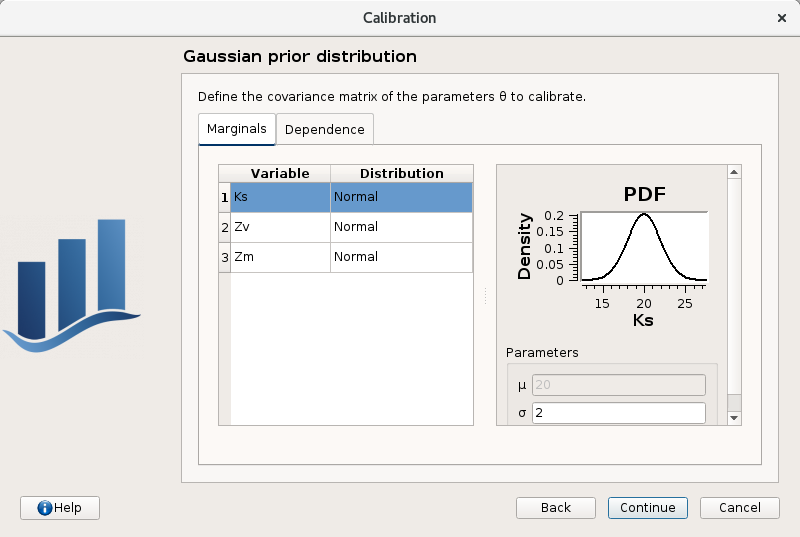 Calibration
Gaussian prior distribution
Define the covariance matrix of the parameters θ to calibrate.
Marginals Dependence
Variable Distribution
1 Ks Normal
2 Zv Normal
3 Zm Normal
PDF
Density
0.2
0.15
0.1
0.05
0
15 20 25
Ks
Parameters
μ 20
σ 2
Help Back Continue Cancel